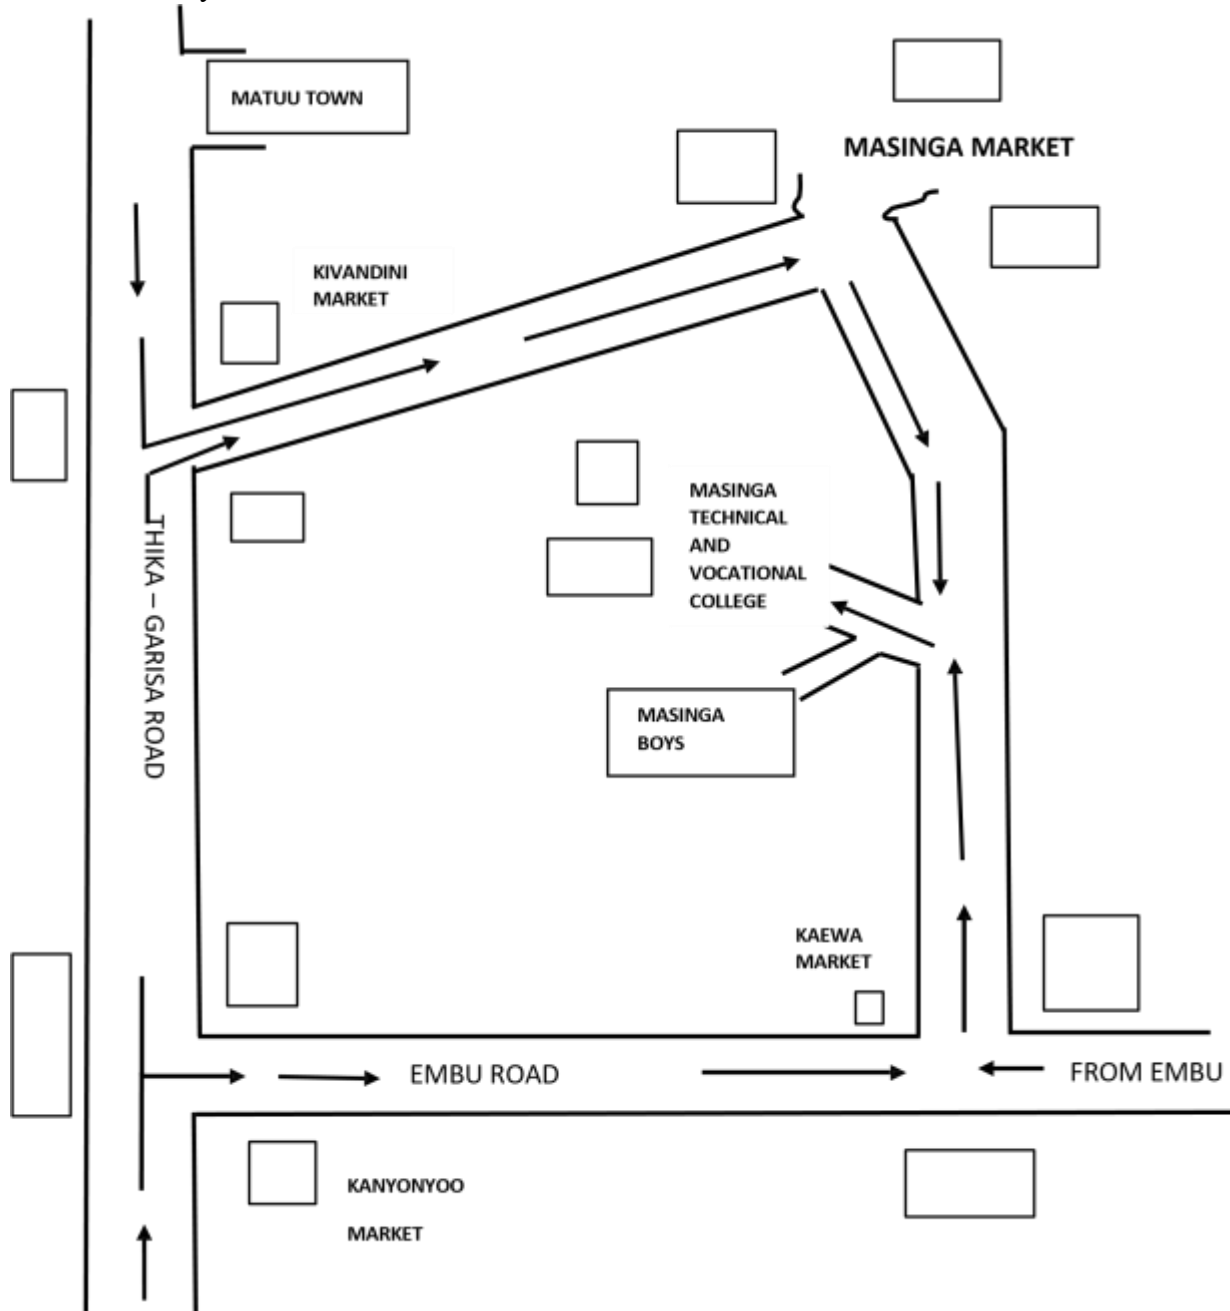 MATUU TOWN
MASINGA MARKET
KIVANDINI
MARKET
MASINGA
TECHNICAL
AND
VOCATIONAL
COLLEGE
THIKA – GARISA ROAD
MASINGA
BOYS
KAEWA
MARKET
EMBU ROAD
FROM EMBU
KANYONYOO
MARKET